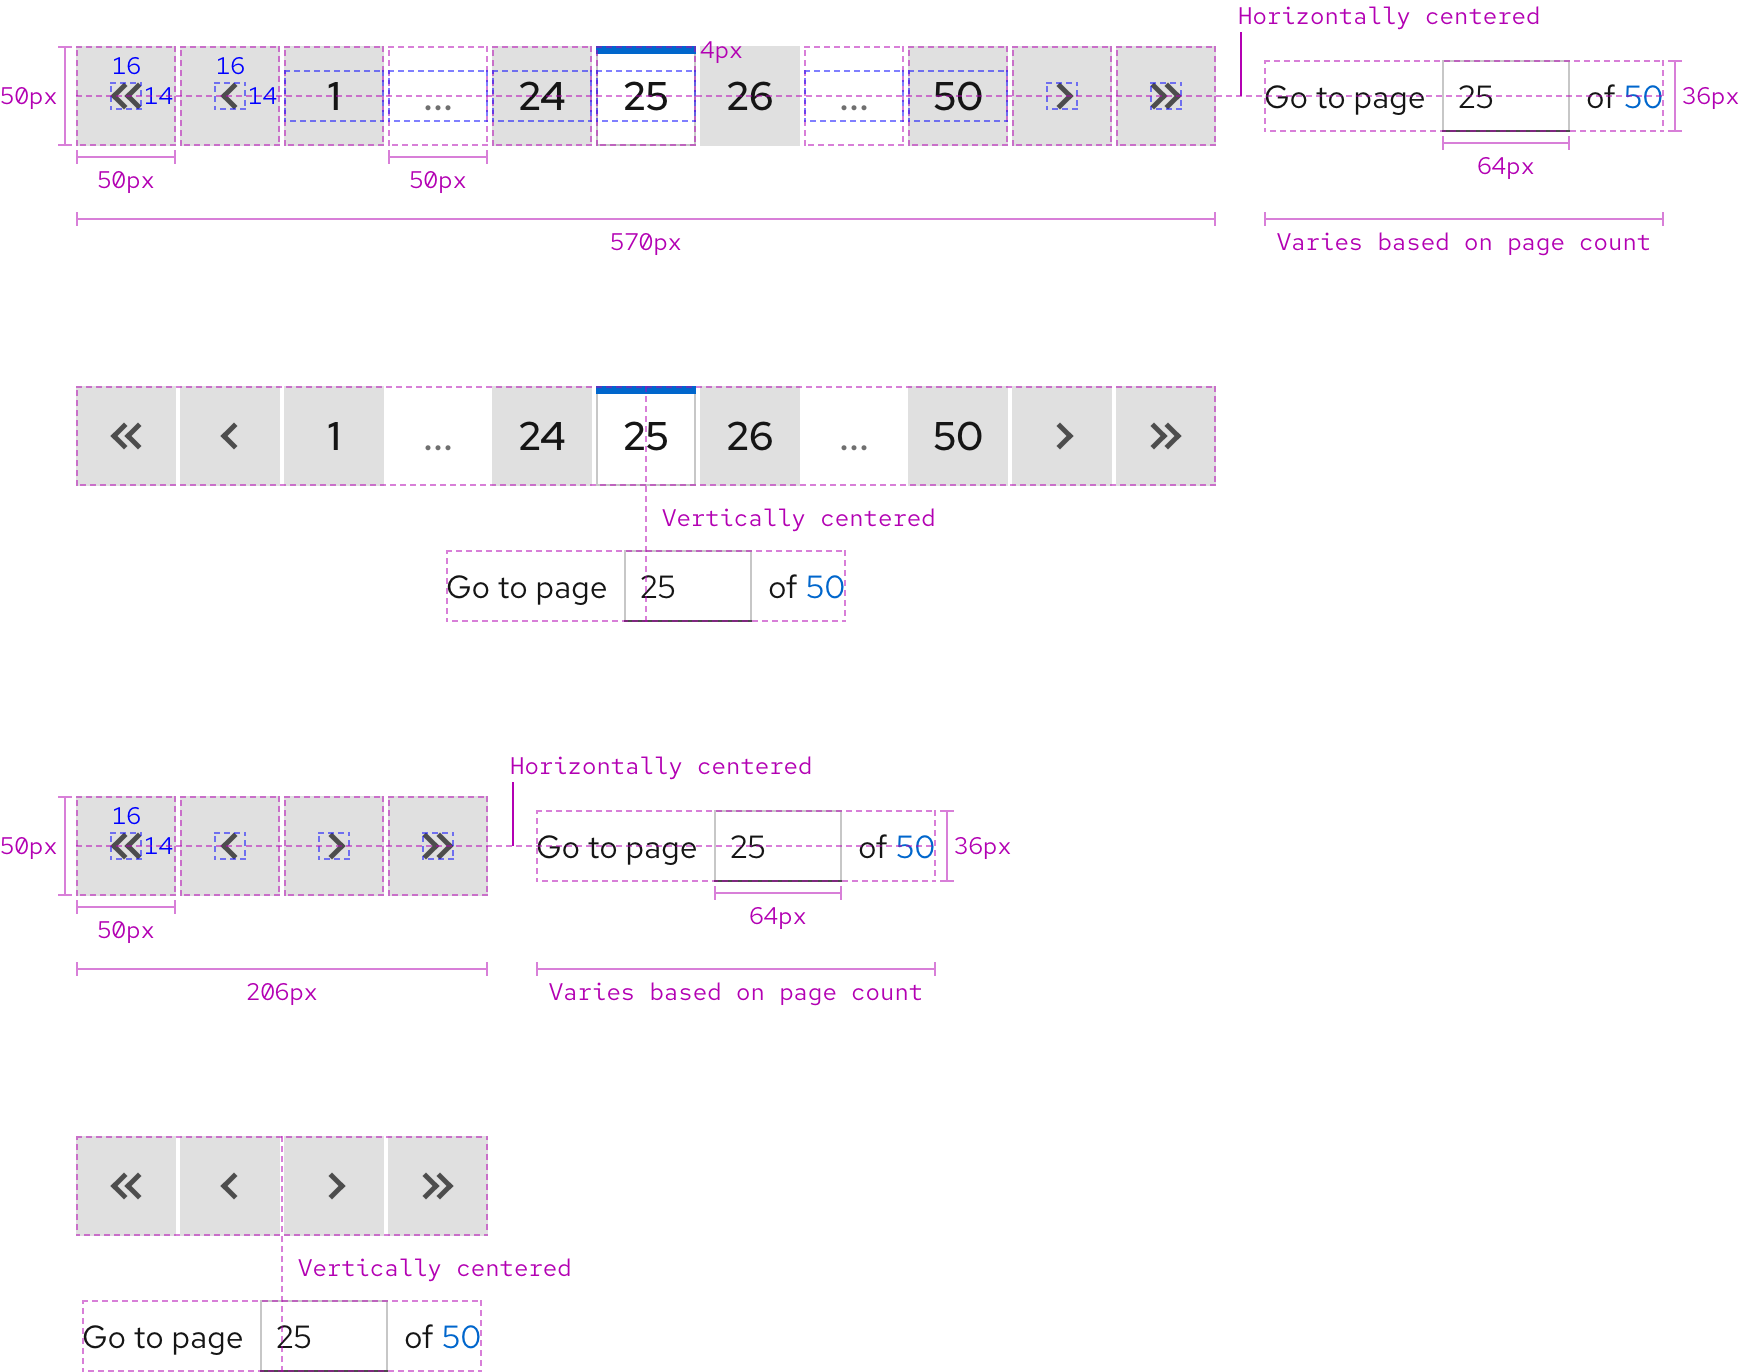 Horizontally centered
16 16 4px
50px 14 14 1 ... 24 25 26 ... 50 Go to page 25 of 50 36px
50px 50px 64px
570px Varies based on page count
1 ... 24 25 26 ... 50
Vertically centered
Go to page 25 of 50
Horizontally centered
16
50px 14 Go to page 25 of 50 36px
50px 64px
206px Varies based on page count
Vertically centered
Go to page 25 of 50